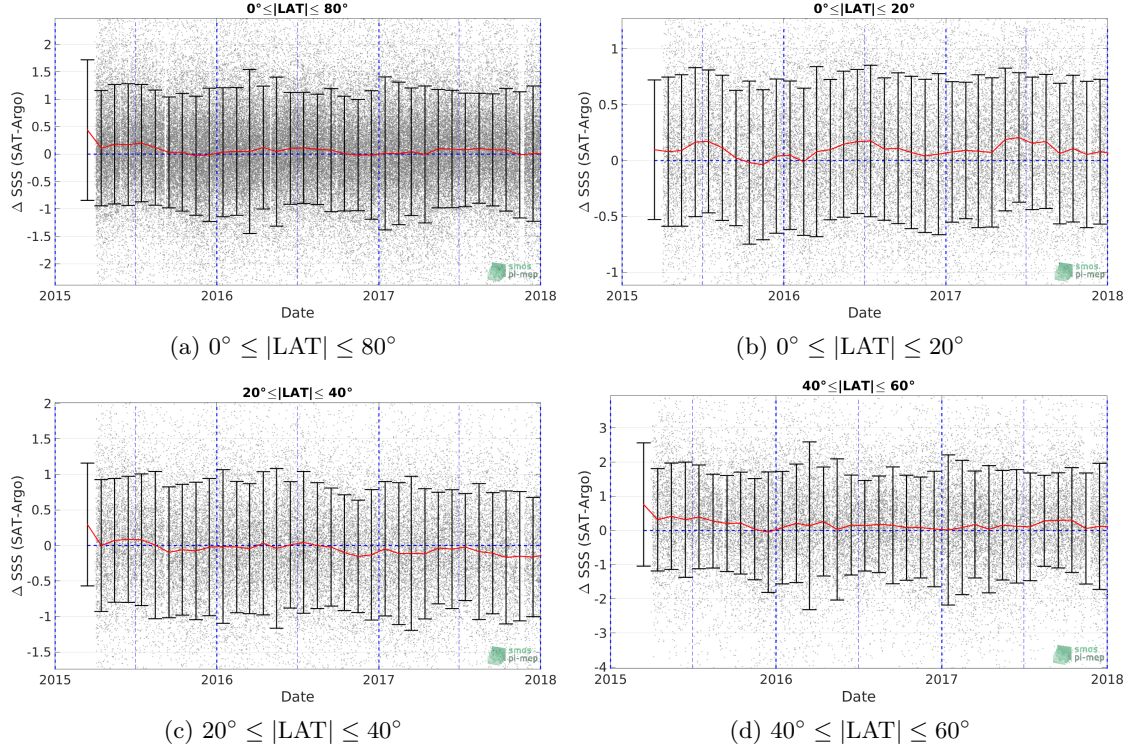 0°≤|LAT|≤ 80°
2
1.5
1
0.5
0
-0.5
-1
-1.5
-2
Δ SSS (SAT-Argo)
2015
2016
2017
2018
Date
smos
pi-mep
(a) 0° ≤ |LAT| ≤ 80°
0°≤|LAT|≤ 20°
1
0.5
0
-0.5
-1
Δ SSS (SAT-Argo)
2015
2016
2017
2018
Date
smos
pi-mep
(b) 0° ≤ |LAT| ≤ 20°
20°≤|LAT|≤ 40°
2
1.5
1
0.5
0
-0.5
-1
-1.5
Δ SSS (SAT-Argo)
2015
2016
2017
2018
Date
smos
pi-mep
(c) 20° ≤ |LAT| ≤ 40°
40°≤|LAT|≤ 60°
3
2
1
0
-1
-2
-3
-4
Δ SSS (SAT-Argo)
2015
2016
2017
2018
Date
smos
pi-mep
(d) 40° ≤ |LAT| ≤ 60°